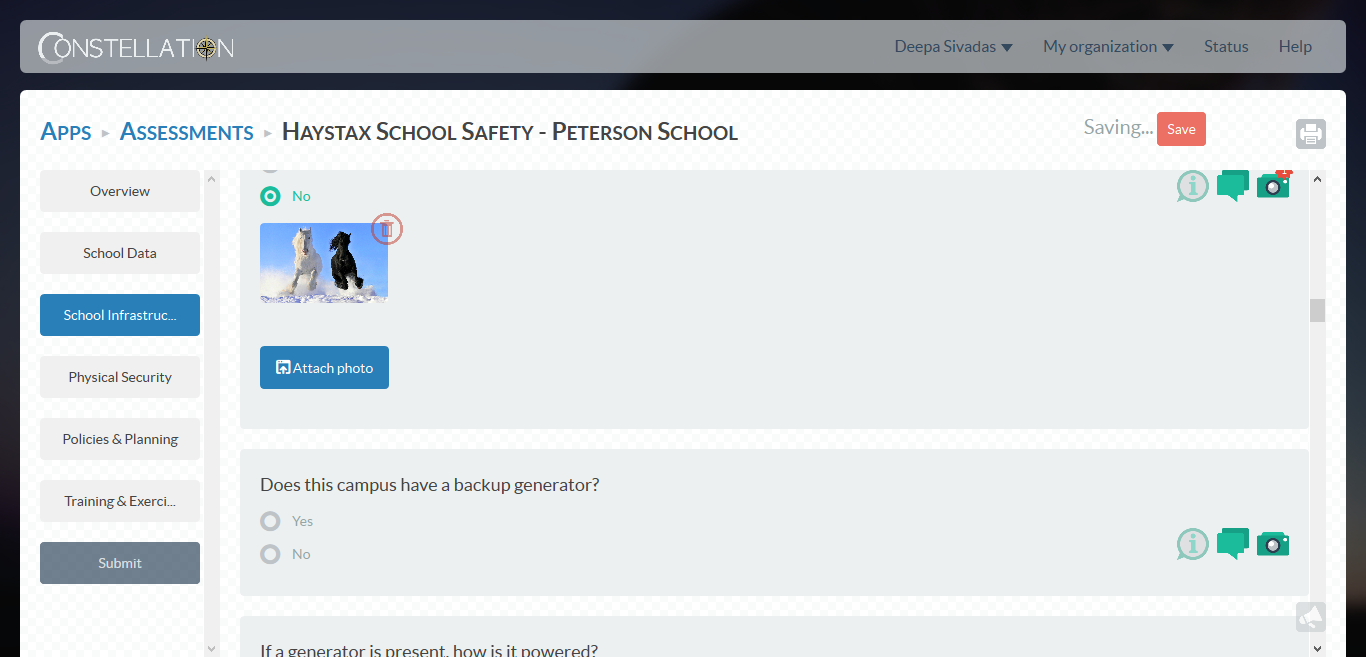 CONSTELLATION
Deepa Sivadas My organization Status Help
APPS ASSESSMENTS HAYSTAX SCHOOL SAFETY - PETERSON SCHOOL
Saving... Save
Overview
School Data
School Infrastruc...
Physical Security
Policies & Planning
Training & Exerci...
Submit
No
Attach photo
Does this campus have a backup generator?
Yes
No
If a generator is present, how is it powered?